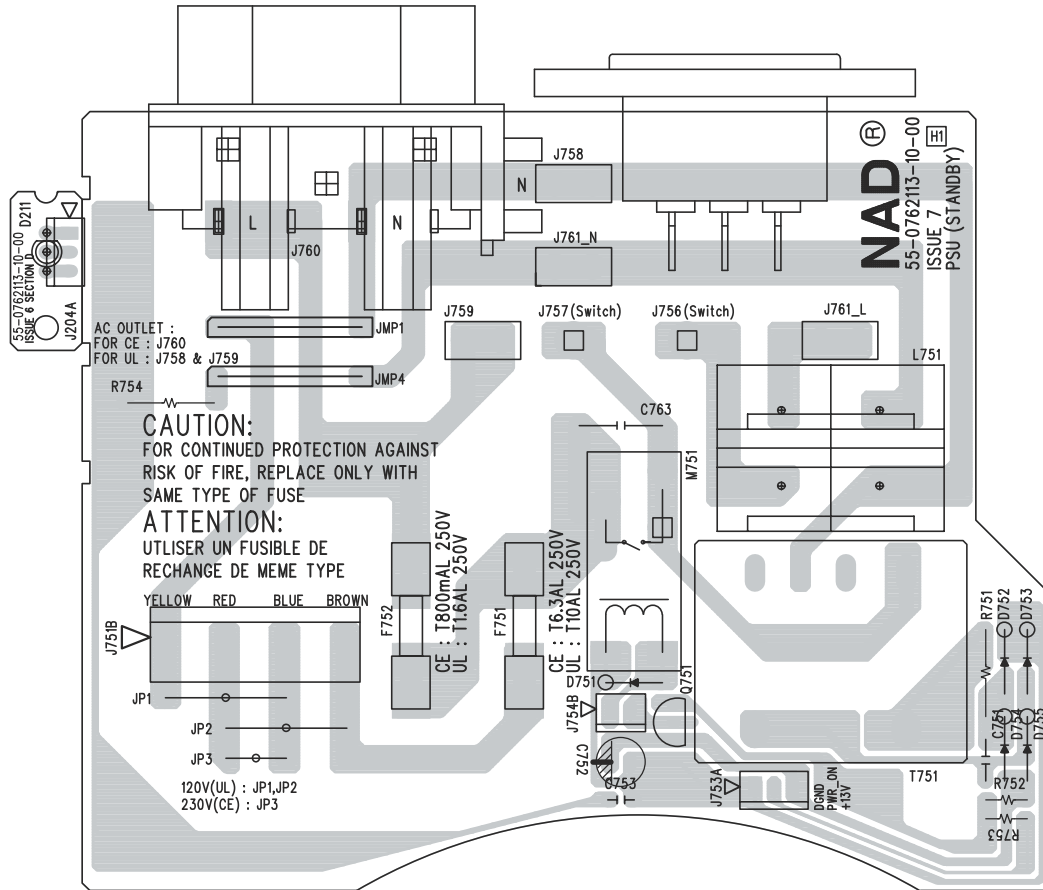 NAD ®
55-0762113-10-00
H1
ISSUE 7
PSU (STANDBY)
J758
N
J761_N
L
N
J760
55-0762113-10-00
ISSUE 6 SECTION D
D211
J204A
AC OUTLET :
FOR CE : J760
FOR UL : J758 & J759
JMP1
JMP4
J759
J757(Switch)
J756(Switch)
J761_L
L751
R754
C763
M751
CAUTION:
FOR CONTINUED PROTECTION AGAINST
RISK OF FIRE, REPLACE ONLY WITH
SAME TYPE OF FUSE
ATTENTION:
UTLISER UN FUSIBLE DE
RECHANGE DE MEME TYPE
YELLOW RED BLUE BROWN
J751B
F752
CE : T800mAL 250V
UL : T1.6AL 250V
F751
CE : T6.3AL 250V
UL : T10AL 250V
R751
D752
D753
D751
J754B
Q751
C751
D754
D755
JP1
JP2
JP3
C752
C753
J753A
DGND
PWR_ON
+13V
T751
R752
R753
120V(UL) : JP1,JP2
230V(CE) : JP3